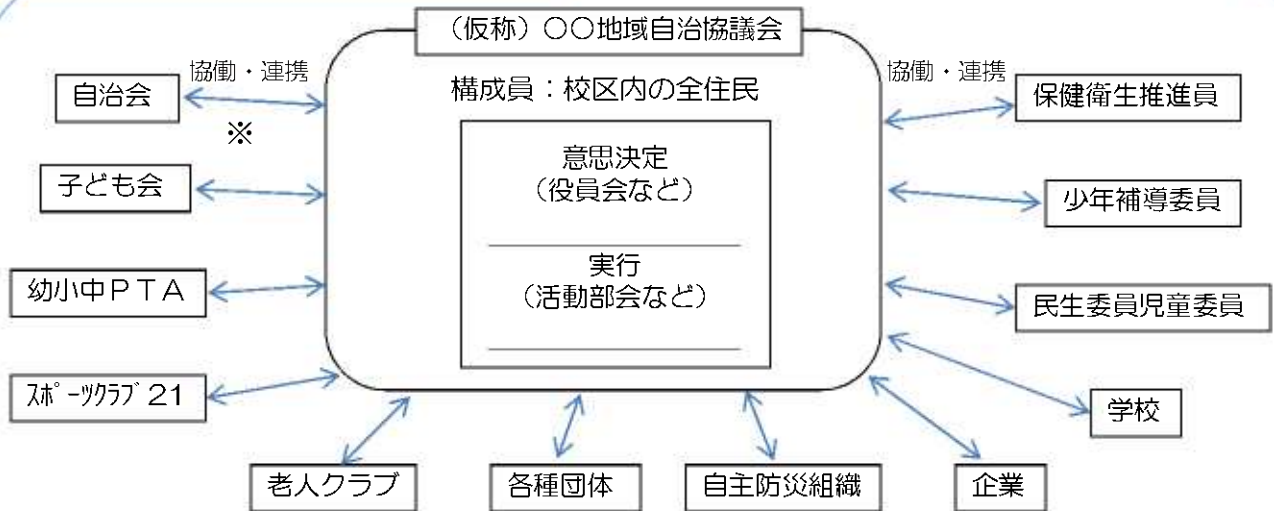 （仮称）〇〇地域自治協議会
構成員：校区内の全住民
意思決定
（役員会など）
実行
（活動部会など）
協働・連携
自治会
※
子ども会
幼小中ＰＴＡ
ｽﾎﾟｰﾂｸﾗﾌﾞ21
協働・連携
保健衛生推進員
少年補導委員
民生委員児童委員
学校
老人クラブ
各種団体
自主防災組織
企業